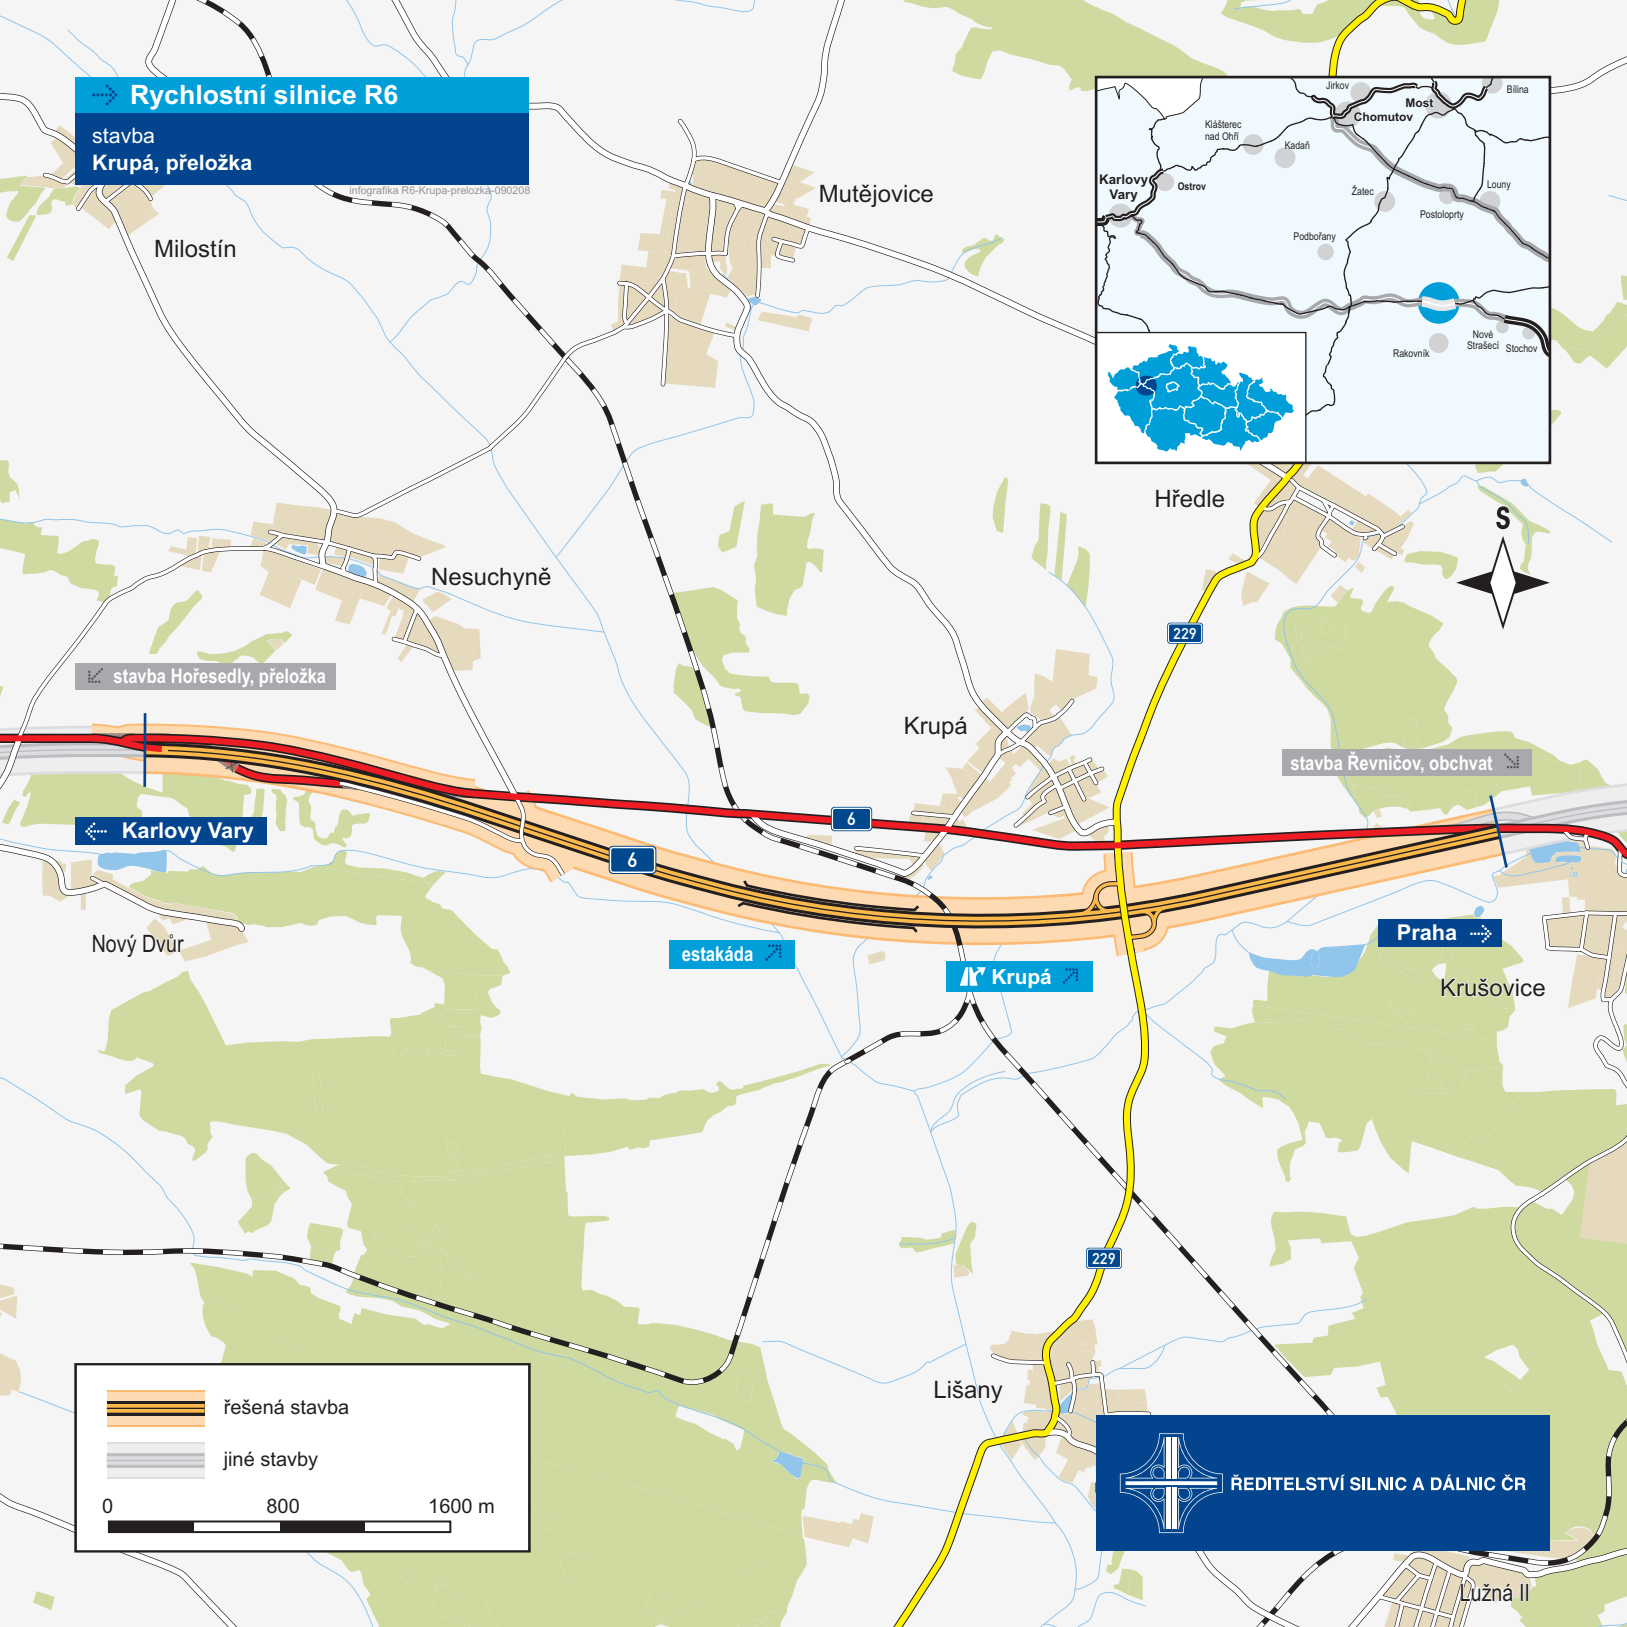 Rychlostní silnice R6
stavba
Krupá, přeložka
infografika R6-Krupa-prelozka-090208
Jirkov
Most
Bílina
Chomutov
Klášterec
nad Ohří
Kadaň
Karlovy
Vary
Ostrov
Žatec
Louny
Postoloprty
Podbořany
Nové
Strašecí
Stochov
Rakovník
Mutějovice
Milostín
Hředle
S
Nesuchyně
229
stavba Hořesedly, přeložka
Krupá
stavba Řevničov, obchvat
6
Karlovy Vary
6
Nový Dvůr
estakáda
Praha
Krupá
Krušovice
229
Lišany
řešená stavba
jiné stavby
0 800 1600 m
ŘEDITELSTVÍ SILNIC A DÁLNIC ČR
Lužná II